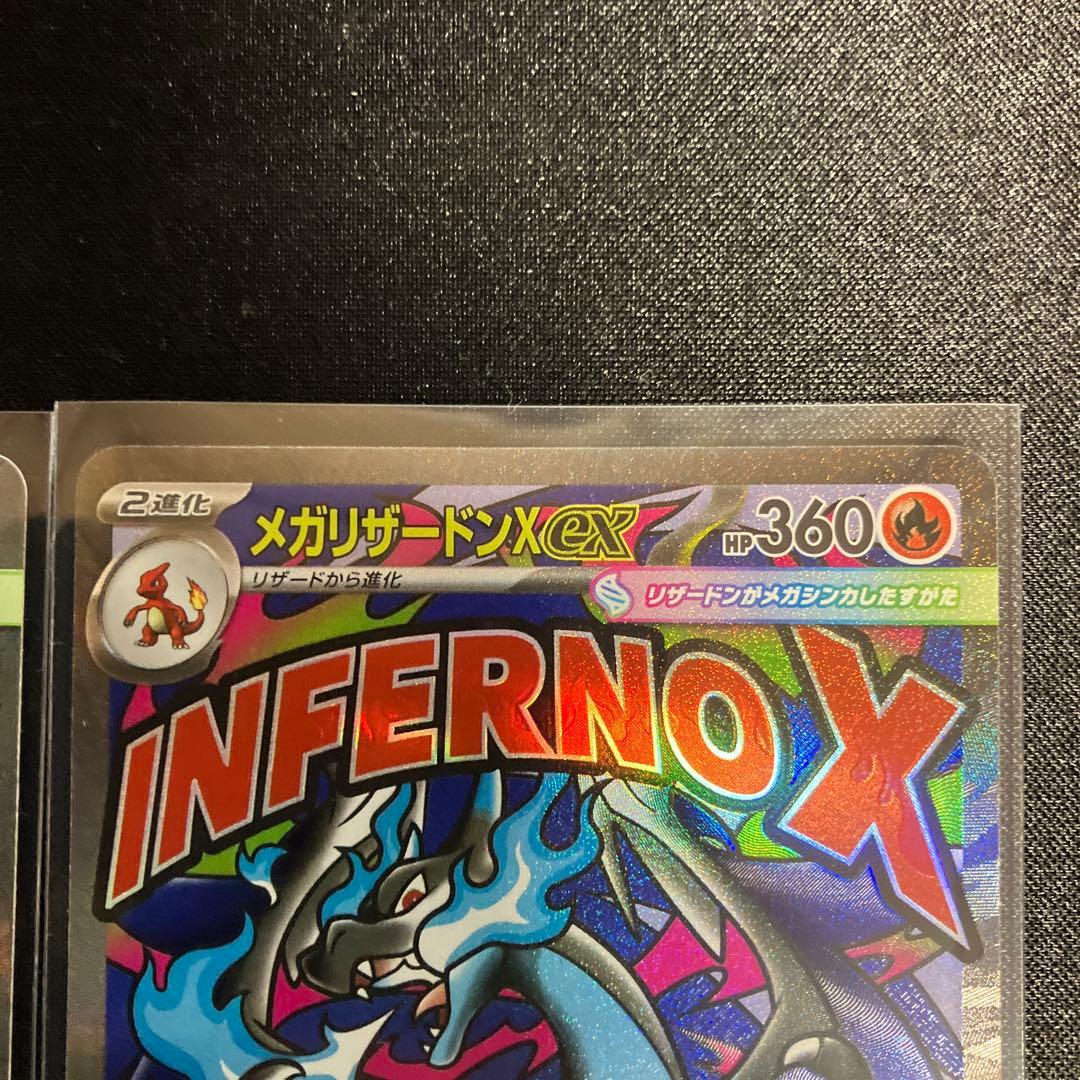 2進化
メガリザードンXex
HP360
リザードから進化
リザードンがメガシンカしたすがた
INFERNO X